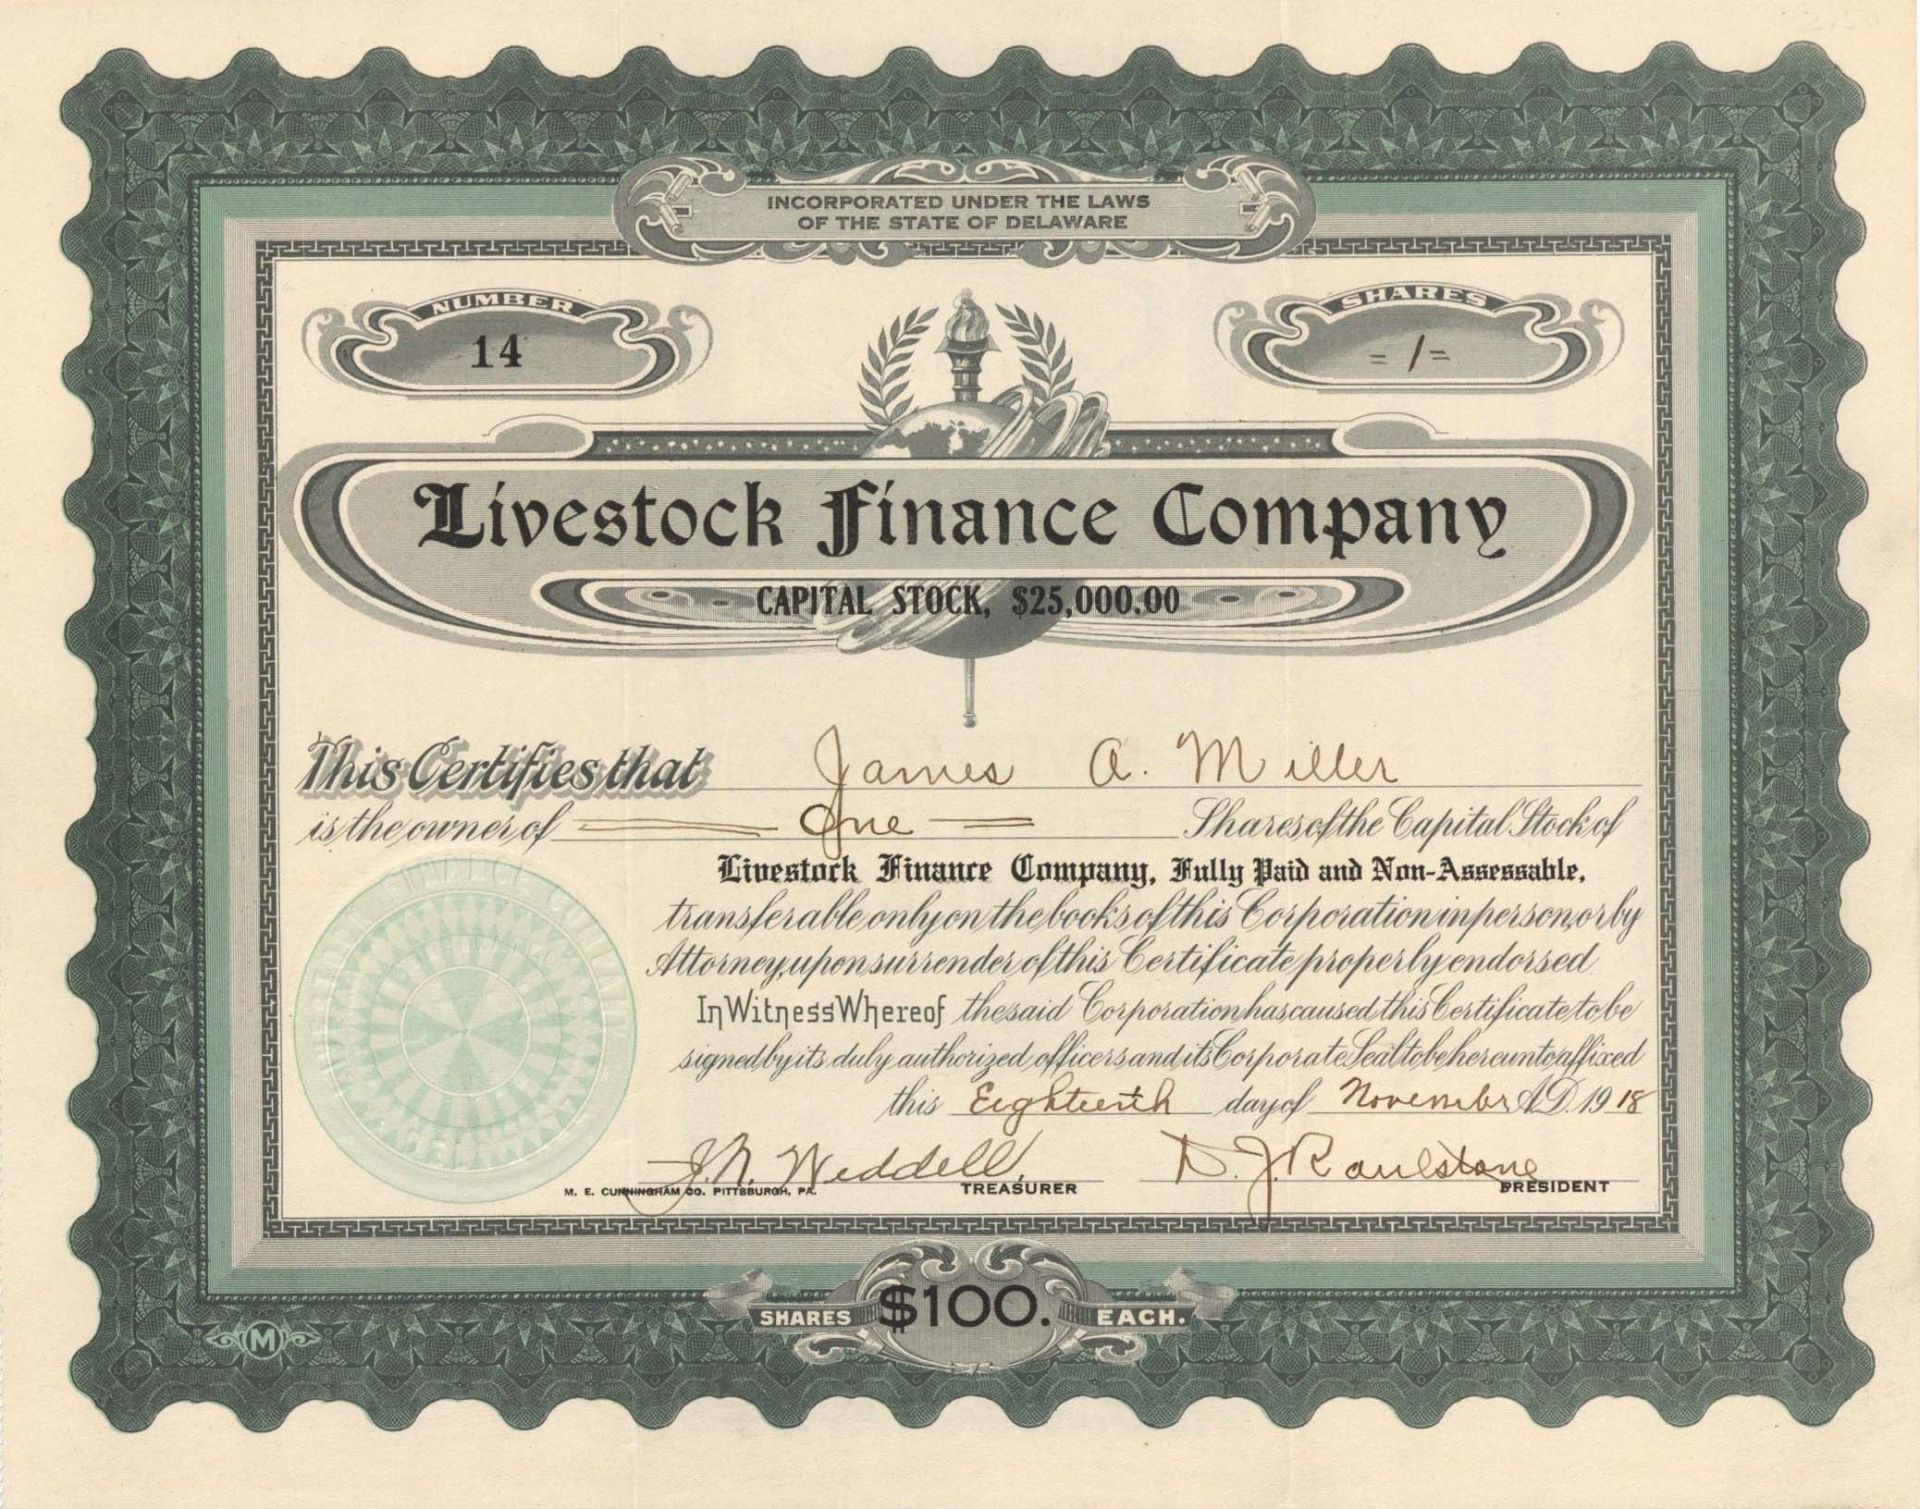 INCORPORATED UNDER THE LAWS
OF THE STATE OF DELAWARE
NUMBER
14
SHARES
= 1 =
Livestock Finance Company
CAPITAL STOCK, $25,000.00
This Certifies that James A. Miller
is the owner of One Shares of the Capital Stock of
Livestock Finance Company, Fully Paid and Non-Assessable,
transferable only on the books of this Corporation in person, or by
Attorney, upon surrender of this Certificate properly endorsed.
In Witness Whereof the said Corporation has caused this Certificate to be
signed by its duly authorized officers and its Corporate Seal to be hereunto affixed
this Eighteenth day of November A.D. 1918
J. N. Weddell, D. J. Raulstone
M. E. CUNNINGHAM CO. PITTSBURGH, PA. TREASURER PRESIDENT
SHARES $100. EACH.
M